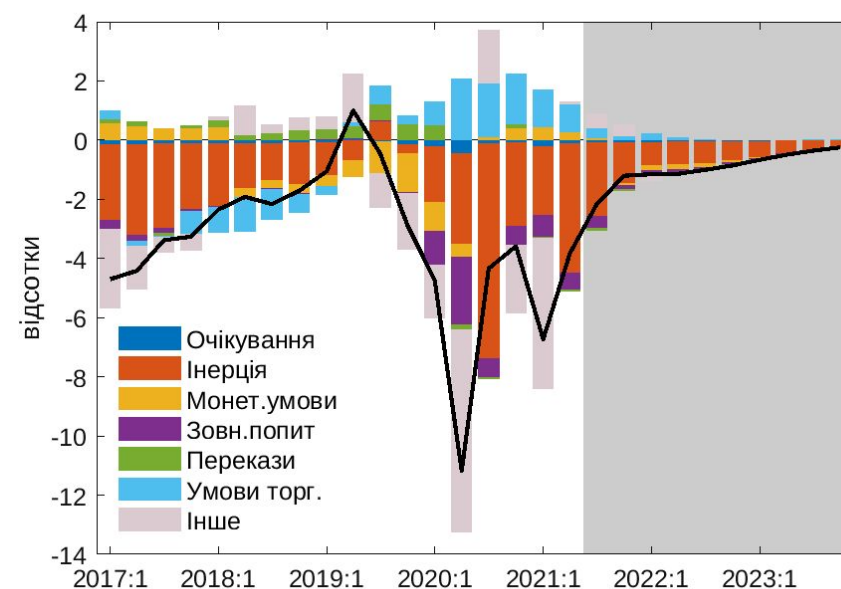 4
2
0
-2
-4
-6
-8
-10
-12
-14
відсотки
Очікування
Інерція
Монет.умови
Зовн.попит
Перекази
Умови торг.
Інше
2017:1 2018:1 2019:1 2020:1 2021:1 2022:1 2023:1